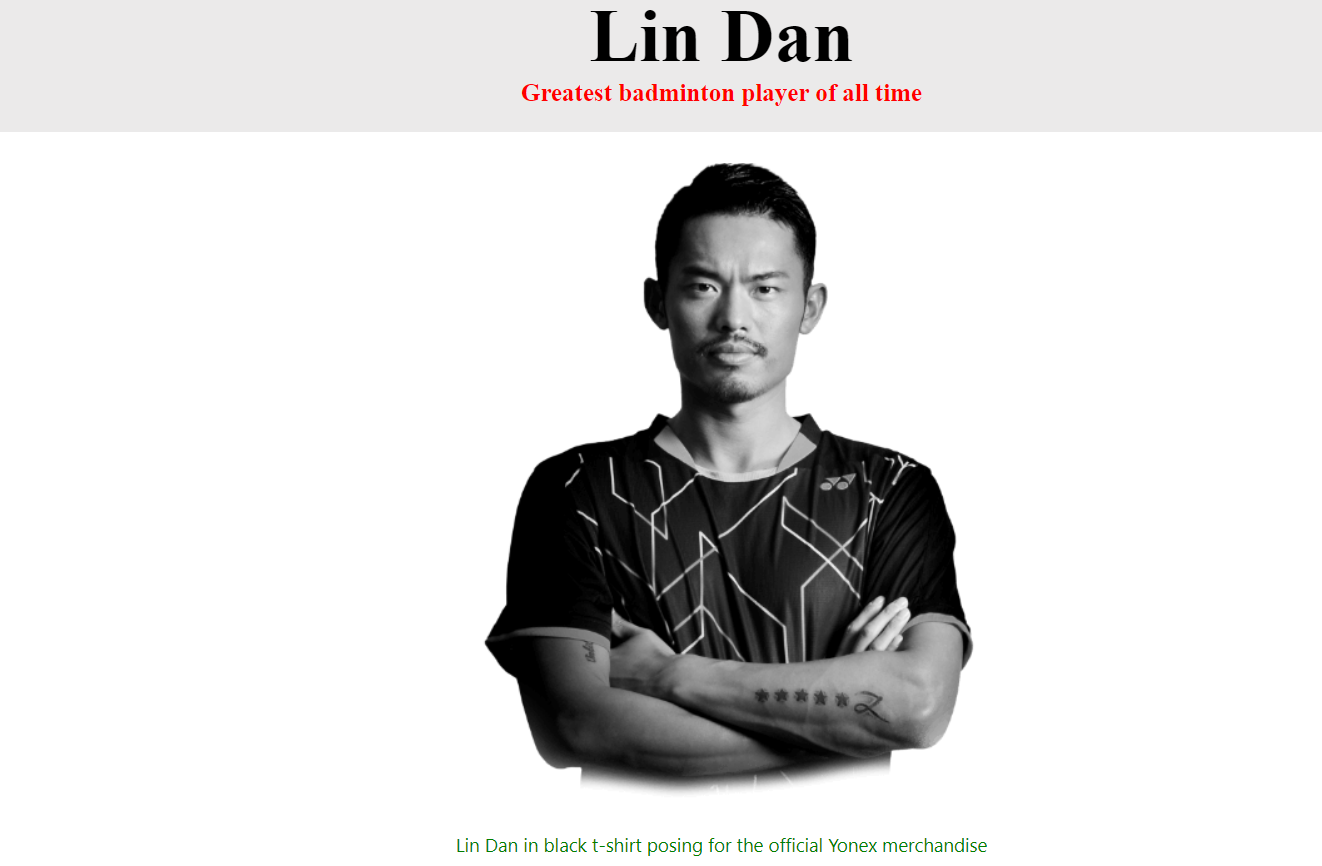 Lin Dan
Greatest badminton player of all time
Lin Dan in black t-shirt posing for the official Yonex merchandise